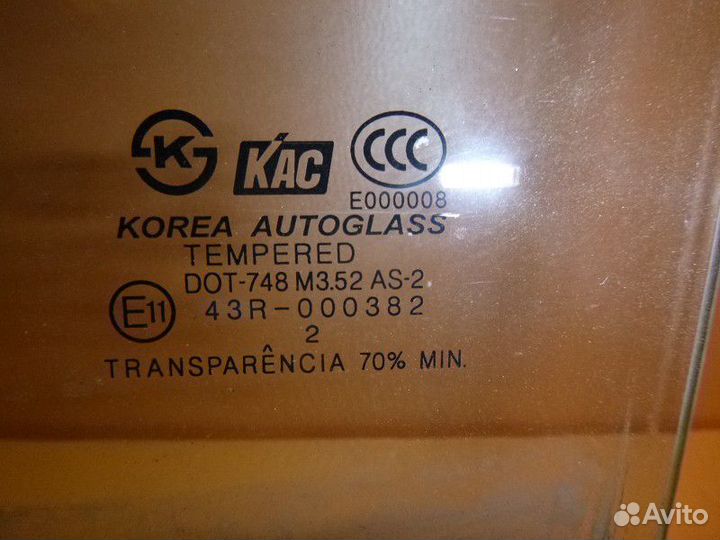 K KAC CCC
E000008
KOREA AUTOGLASS
TEMPERED
DOT-748 M3.52 AS-2
E11 43R-000382
2
TRANSPARÊNCIA 70% MIN.
Avito